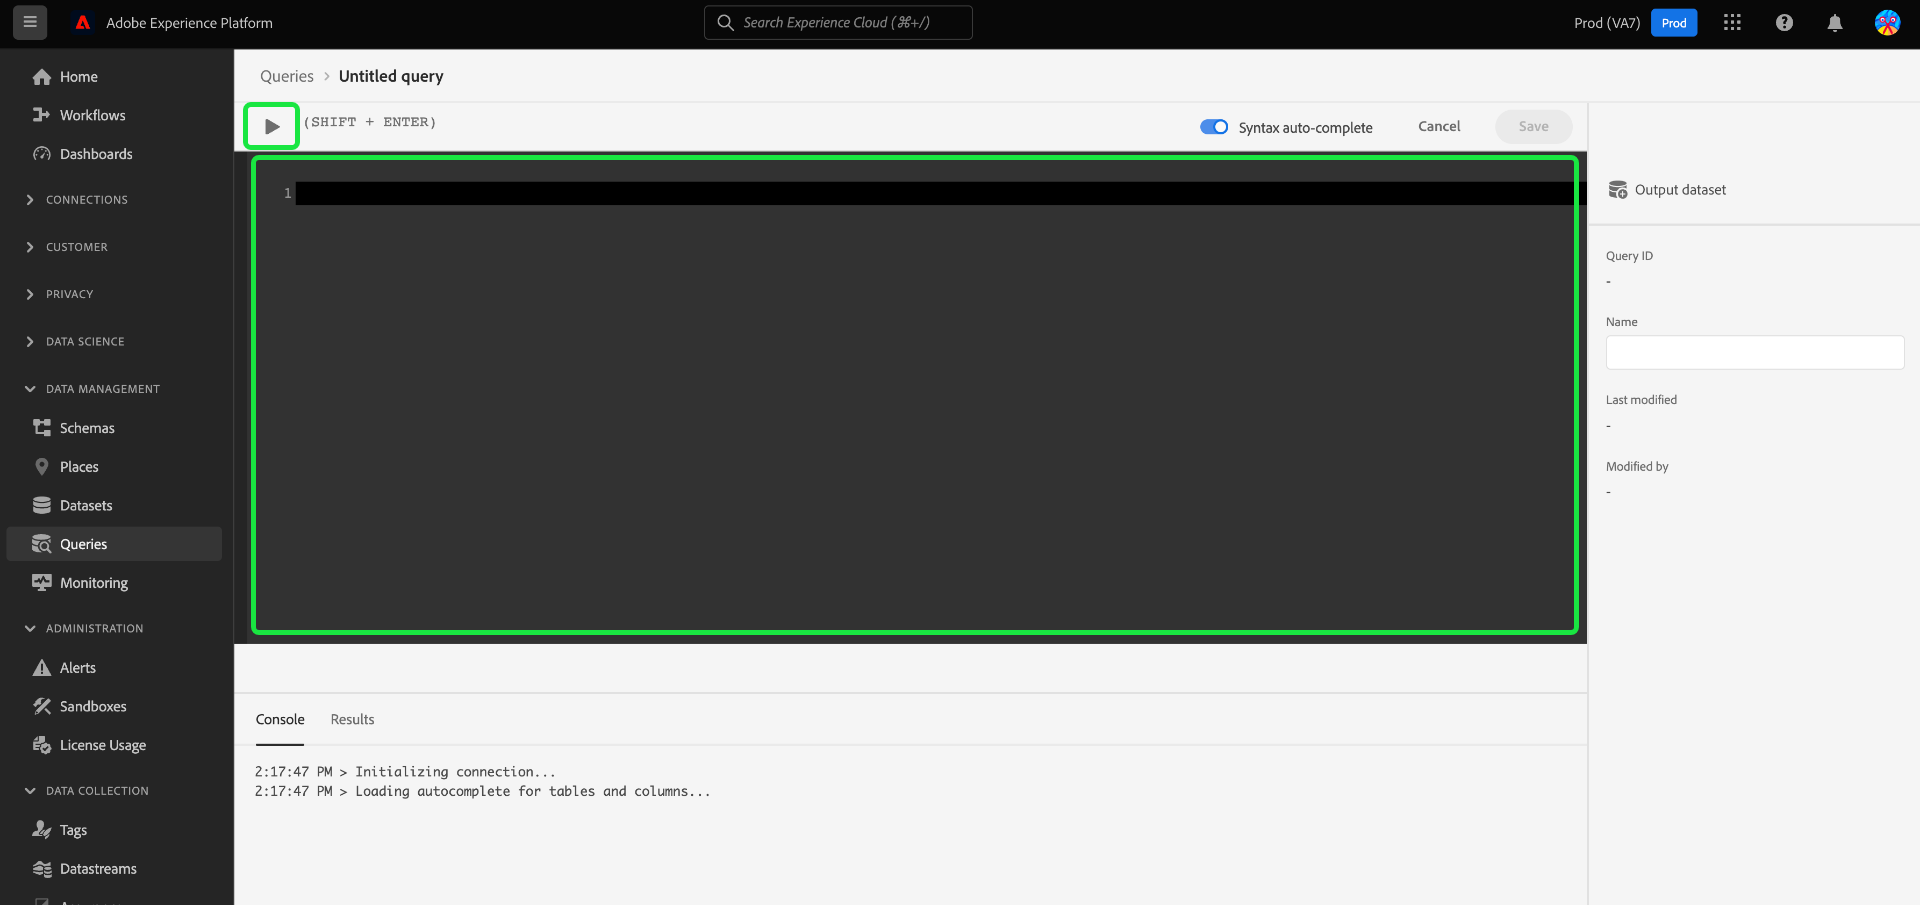 Adobe Experience Platform
Search Experience Cloud (⌘+/)
Prod (VA7)
Prod
Home
Workflows
Dashboards
CONNECTIONS
CUSTOMER
PRIVACY
DATA SCIENCE
DATA MANAGEMENT
Schemas
Places
Datasets
Queries
Monitoring
ADMINISTRATION
Alerts
Sandboxes
License Usage
DATA COLLECTION
Tags
Datastreams
Queries > Untitled query
(SHIFT + ENTER)
Syntax auto-complete
Cancel
Save
1
Console
Results
2:17:47 PM > Initializing connection...
2:17:47 PM > Loading autocomplete for tables and columns...
Output dataset
Query ID
-
Name
Last modified
-
Modified by
-